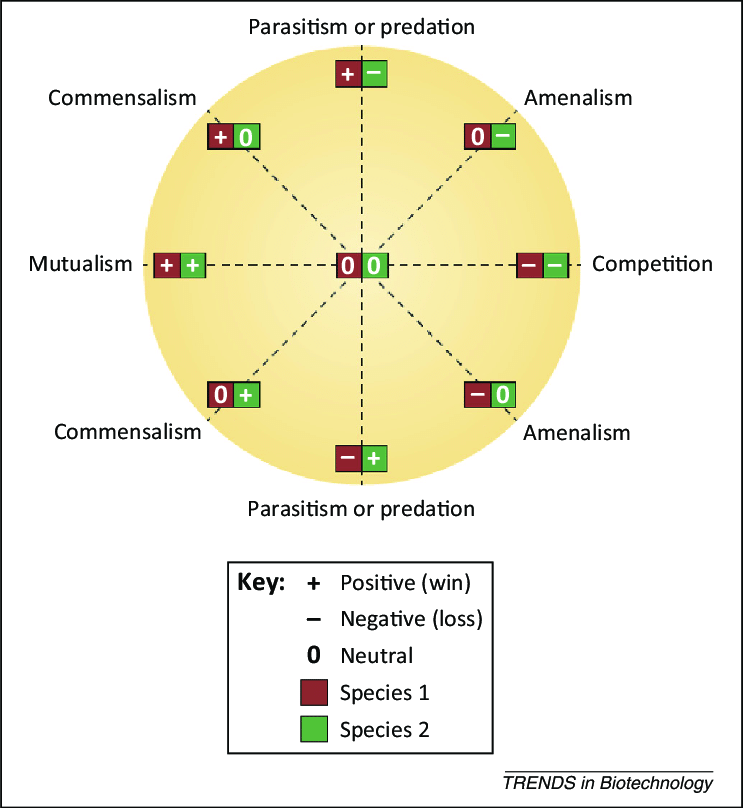 Parasitism or predation
+ −
Commensalism
Amenalism
+ 0
0 −
Mutualism
+ +
0 0
− −
Competition
0 +
− 0
Commensalism
Amenalism
− +
Parasitism or predation
Key:
+ Positive (win)
− Negative (loss)
0 Neutral
Species 1
Species 2
TRENDS in Biotechnology